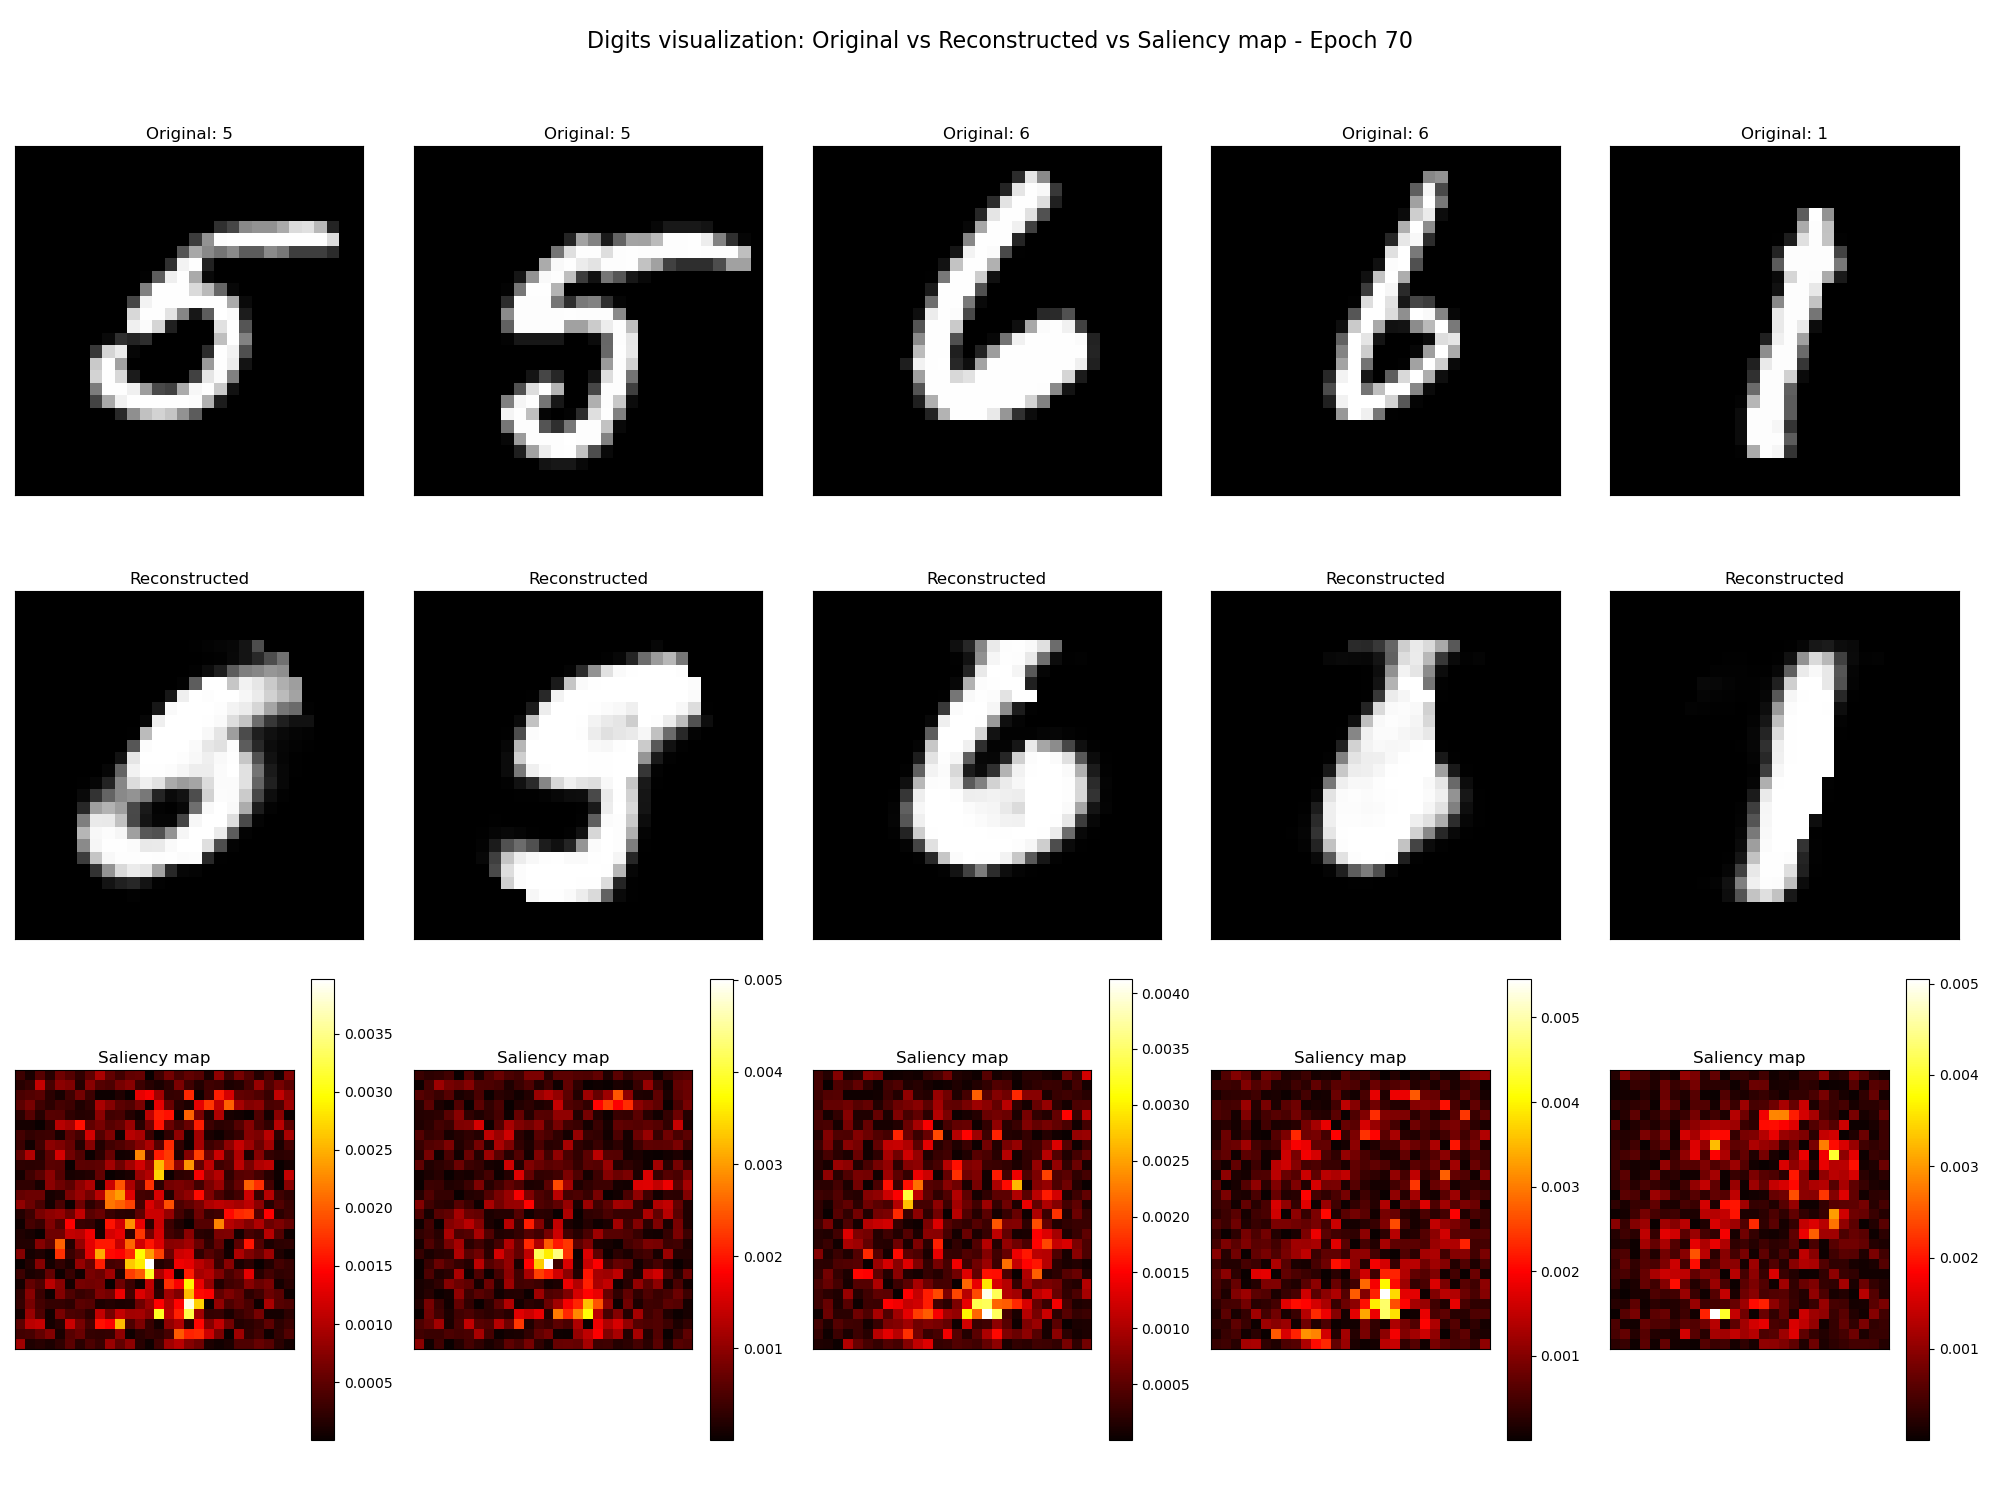 Digits visualization: Original vs Reconstructed vs Saliency map - Epoch 70
Original: 5
Original: 5
Original: 6
Original: 6
Original: 1
Reconstructed
Reconstructed
Reconstructed
Reconstructed
Reconstructed
Saliency map
0.0035
0.0030
0.0025
0.0020
0.0015
0.0010
0.0005
Saliency map
0.005
0.004
0.003
0.002
0.001
Saliency map
0.0040
0.0035
0.0030
0.0025
0.0020
0.0015
0.0010
0.0005
Saliency map
0.005
0.004
0.003
0.002
0.001
Saliency map
0.005
0.004
0.003
0.002
0.001